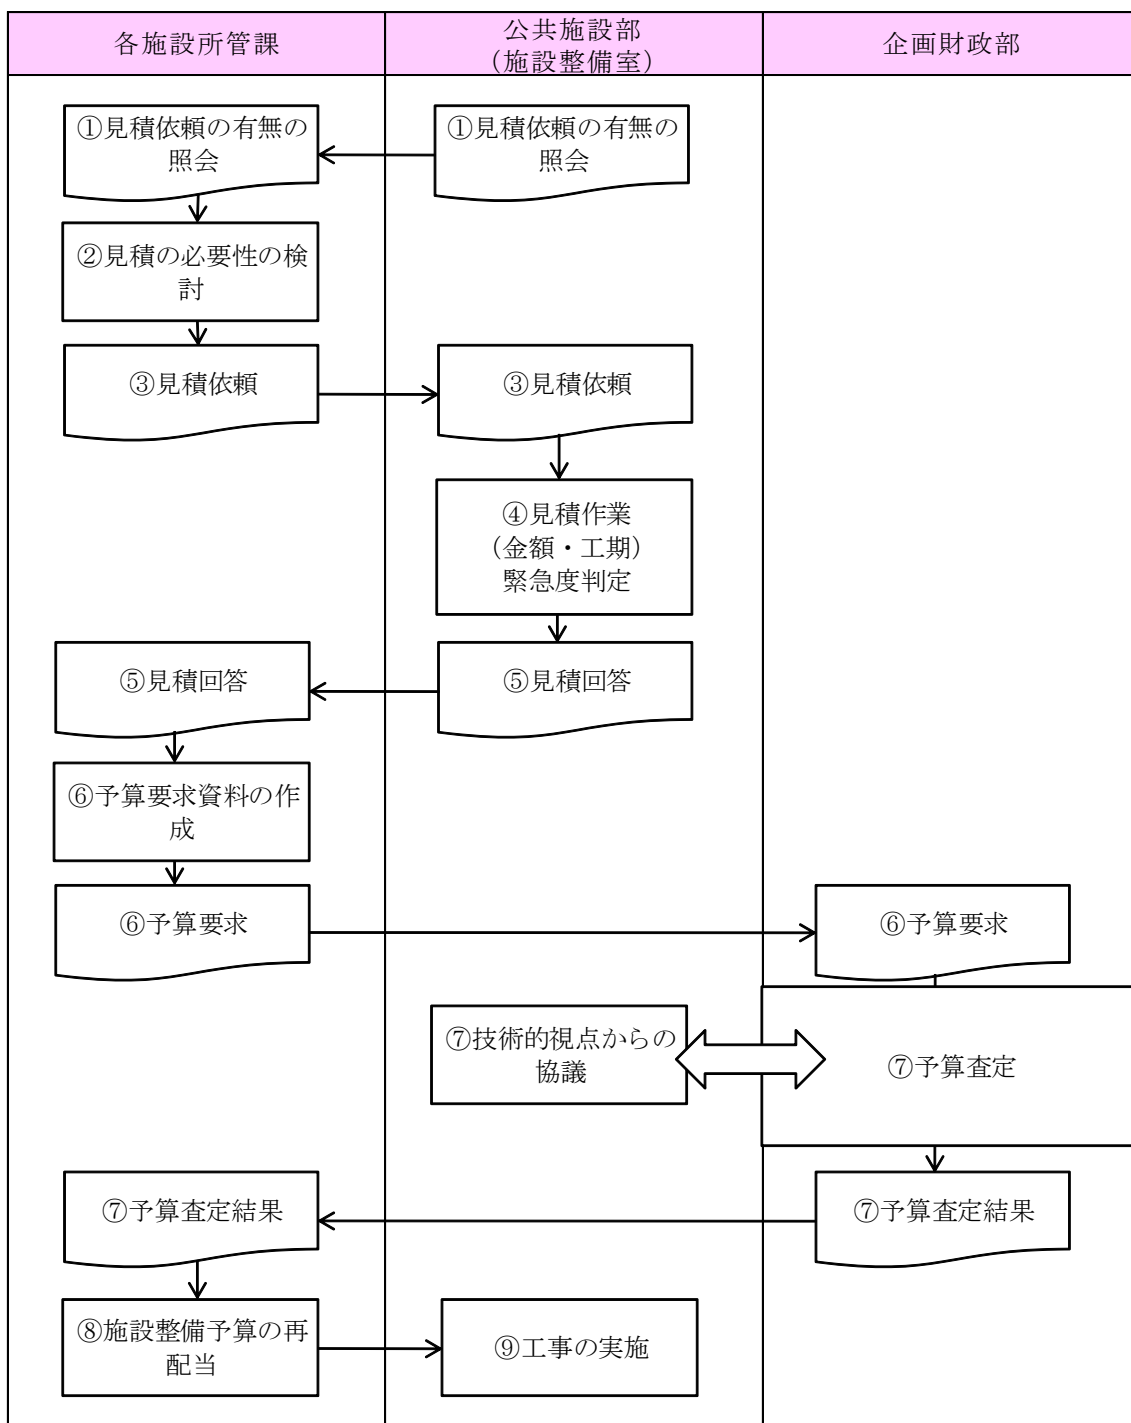 各施設所管課
公共施設部
（施設整備室）
企画財政部
①見積依頼の有無の
照会
①見積依頼の有無の
照会
②見積の必要性の検
討
③見積依頼
③見積依頼
④見積作業
（金額・工期）
緊急度判定
⑤見積回答
⑤見積回答
⑥予算要求資料の作
成
⑥予算要求
⑥予算要求
⑦技術的視点からの
協議
⑦予算査定
⑦予算査定結果
⑦予算査定結果
⑧施設整備予算の再
配当
⑨工事の実施